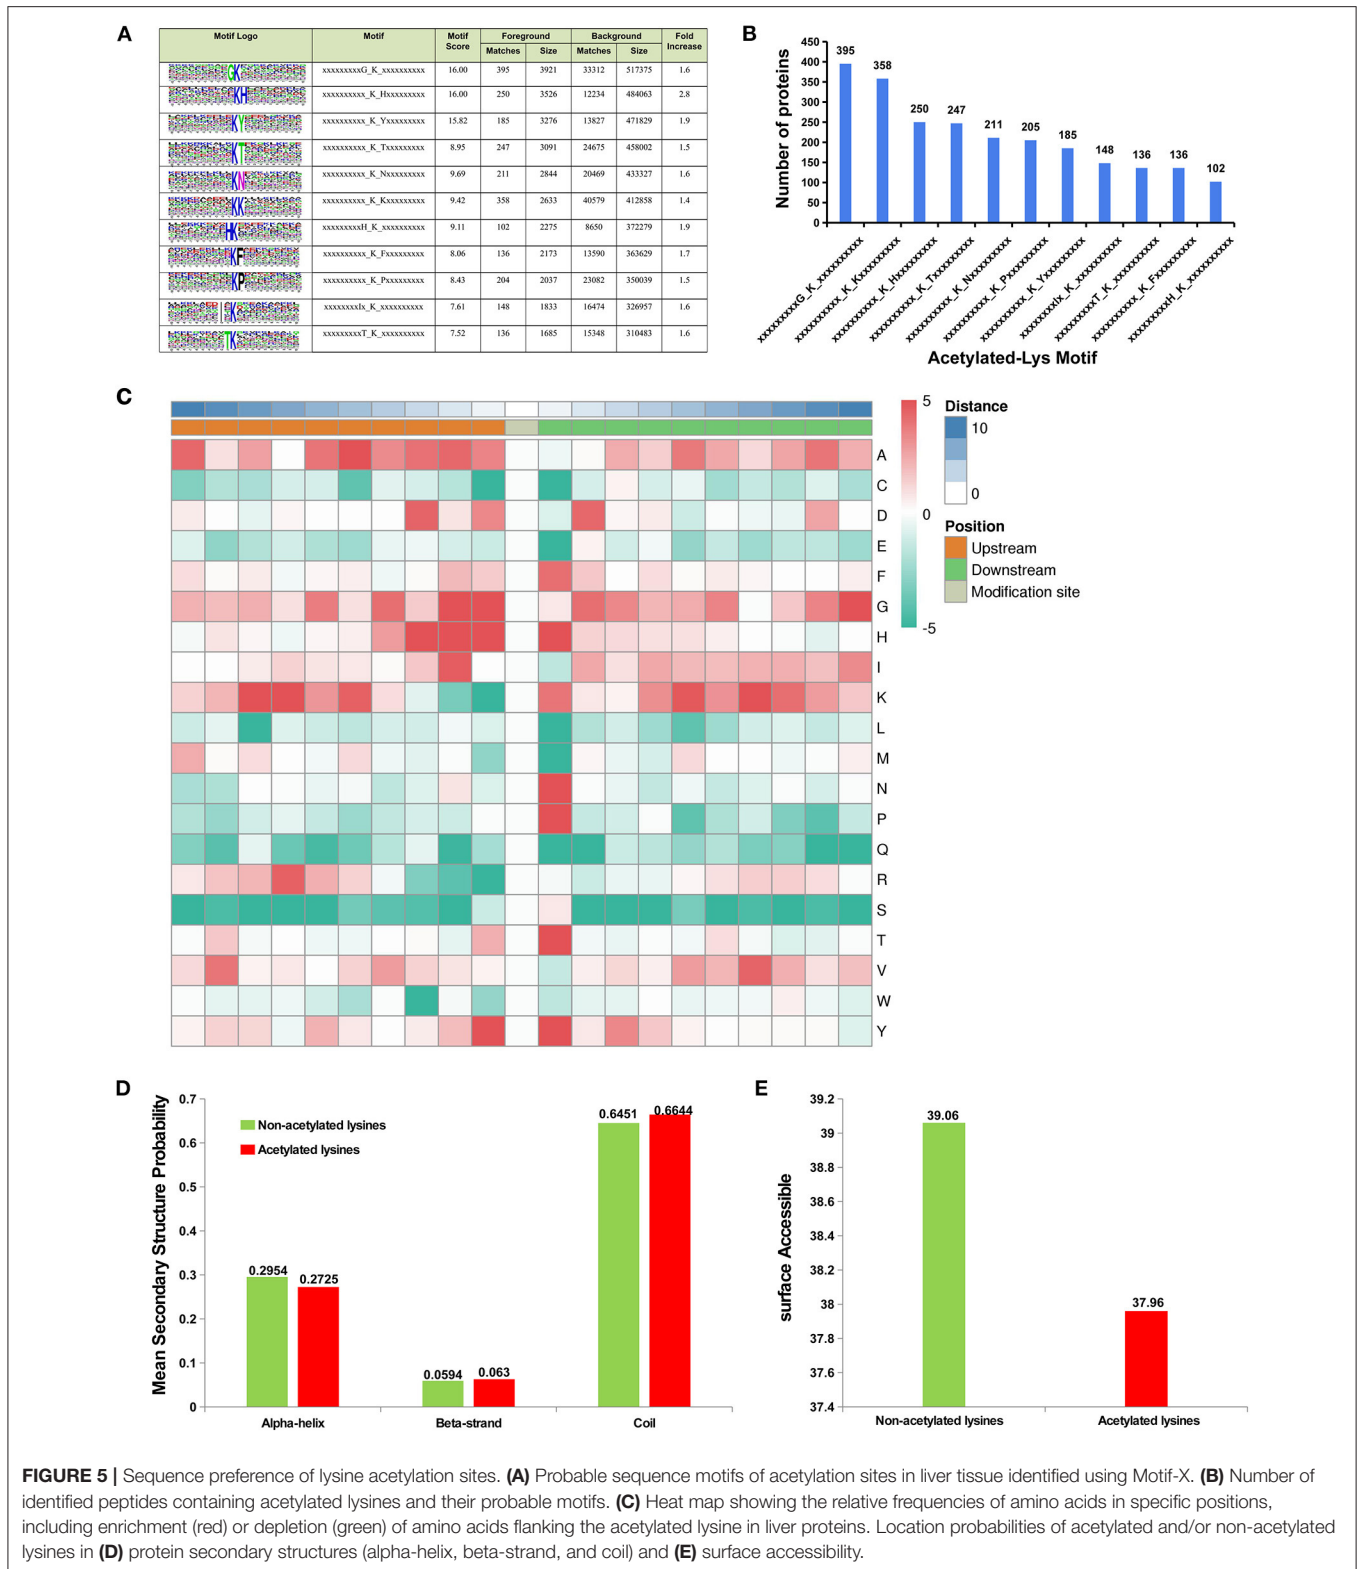 A
Motif Logo Motif Motif Score Foreground Background Fold Increase
Matches Size Matches Size
xxxxxxxxxG_K_xxxxxxxxxx 16.00 395 3921 33312 517375 1.6
xxxxxxxxxx_K_Hxxxxxxxxx 16.00 250 3526 12234 484063 2.8
xxxxxxxxxx_K_Yxxxxxxxxx 15.82 185 3276 13827 471829 1.9
xxxxxxxxxx_K_Txxxxxxxxx 8.95 247 3091 24675 458002 1.5
xxxxxxxxxx_K_Nxxxxxxxxx 9.69 211 2844 20469 433327 1.6
xxxxxxxxxx_K_Kxxxxxxxxx 9.42 358 2633 40579 412858 1.4
xxxxxxxxxH_K_xxxxxxxxxx 9.11 102 2275 8650 372279 1.9
xxxxxxxxxx_K_Fxxxxxxxxx 8.06 136 2173 13590 363629 1.7
xxxxxxxxxx_K_Pxxxxxxxxx 8.43 204 2037 23082 350039 1.5
xxxxxxxxIx_K_xxxxxxxxxx 7.61 148 1833 16474 326957 1.6
xxxxxxxxxT_K_xxxxxxxxxx 7.52 136 1685 15348 310483 1.6
B
Number of proteins
450
400
350
300
250
200
150
100
50
0
395
358
250
247
211
205
185
148
136
136
102
xxxxxxxxxG_K_xxxxxxxxxx
xxxxxxxxxx_K_Kxxxxxxxxx
xxxxxxxxxx_K_Hxxxxxxxxx
xxxxxxxxxx_K_Txxxxxxxxx
xxxxxxxxxx_K_Nxxxxxxxxx
xxxxxxxxxx_K_Pxxxxxxxxx
xxxxxxxxxx_K_Yxxxxxxxxx
xxxxxxxxIx_K_xxxxxxxxxx
xxxxxxxxxT_K_xxxxxxxxxx
xxxxxxxxxx_K_Fxxxxxxxxx
xxxxxxxxxH_K_xxxxxxxxxx
Acetylated-Lys Motif
C
A
C
D
E
F
G
H
I
K
L
M
N
P
Q
R
S
T
V
W
Y
5
0
-5
Distance
10
0
Position
Upstream
Downstream
Modification site
D
Mean Secondary Structure Probability
0.7
0.6
0.5
0.4
0.3
0.2
0.1
0
Non-acetylated lysines
Acetylated lysines
0.2954 0.2725
0.0594 0.063
0.6451 0.6644
Alpha-helix Beta-strand Coil
E
surface Accessible
39.2
39
38.8
38.6
38.4
38.2
38
37.8
37.6
37.4
39.06
37.96
Non-acetylated lysines Acetylated lysines
FIGURE 5 | Sequence preference of lysine acetylation sites. (A) Probable sequence motifs of acetylation sites in liver tissue identified using Motif-X. (B) Number of
identified peptides containing acetylated lysines and their probable motifs. (C) Heat map showing the relative frequencies of amino acids in specific positions,
including enrichment (red) or depletion (green) of amino acids flanking the acetylated lysine in liver proteins. Location probabilities of acetylated and/or non-acetylated
lysines in (D) protein secondary structures (alpha-helix, beta-strand, and coil) and (E) surface accessibility.